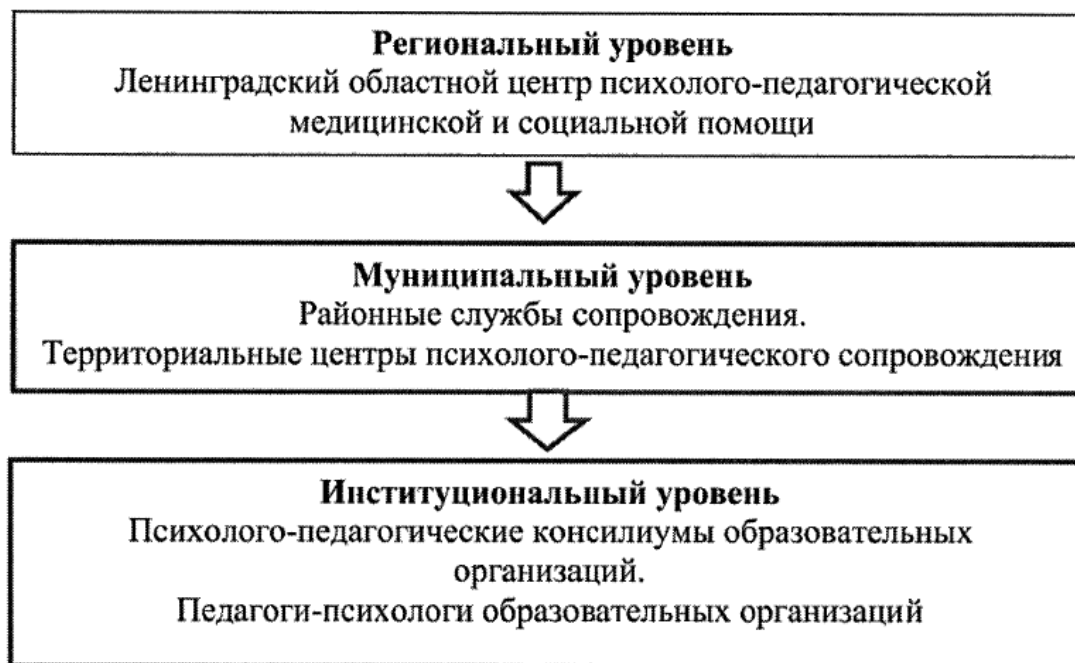 Региональный уровень
Ленинградский областной центр психолого-педагогической
медицинской и социальной помощи
Муниципальный уровень
Районные службы сопровождения.
Территориальные центры психолого-педагогического сопровождения
Институциональный уровень
Психолого-педагогические консилиумы образовательных
организаций.
Педагоги-психологи образовательных организаций